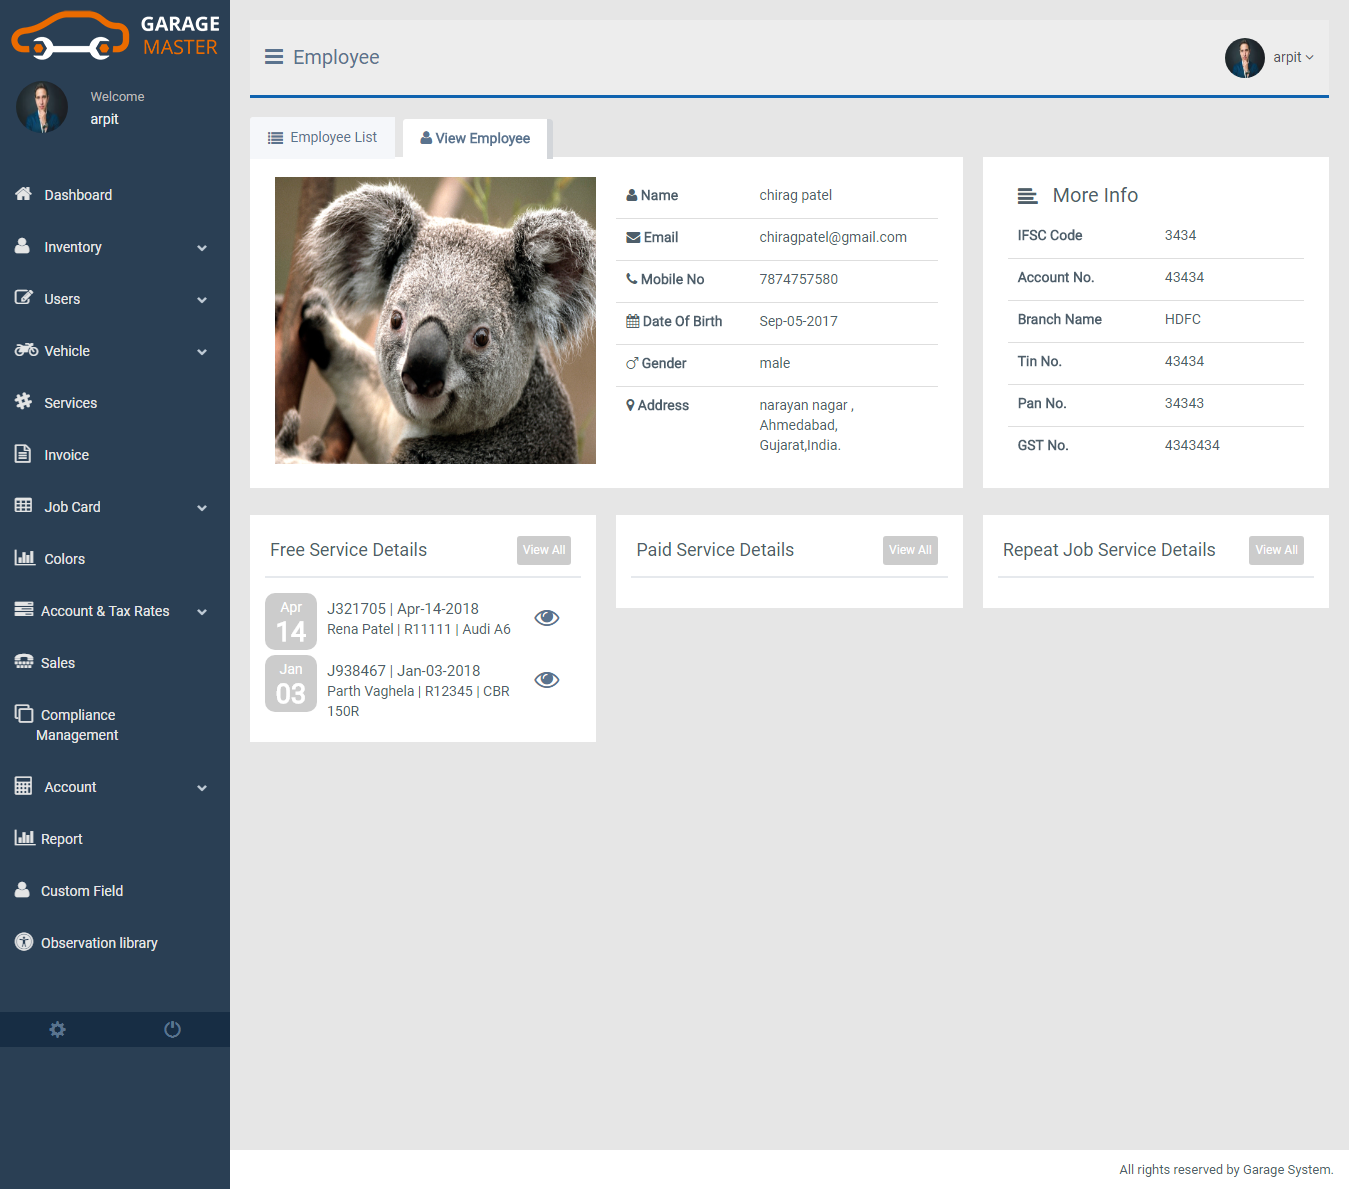 GARAGE
MASTER
Welcome
arpit
Dashboard
Inventory
Users
Vehicle
Services
Invoice
Job Card
Colors
Account & Tax Rates
Sales
Compliance
Management
Account
Report
Custom Field
Observation library
Employee
arpit
Employee List
View Employee
Name chirag patel
Email chiragpatel@gmail.com
Mobile No 7874757580
Date Of Birth Sep-05-2017
Gender male
Address narayan nagar ,
Ahmedabad,
Gujarat,India.
More Info
IFSC Code 3434
Account No. 43434
Branch Name HDFC
Tin No. 43434
Pan No. 34343
GST No. 4343434
Free Service Details View All
Apr
14
J321705 | Apr-14-2018
Rena Patel | R11111 | Audi A6
Jan
03
J938467 | Jan-03-2018
Parth Vaghela | R12345 | CBR
150R
Paid Service Details View All
Repeat Job Service Details View All
All rights reserved by Garage System.